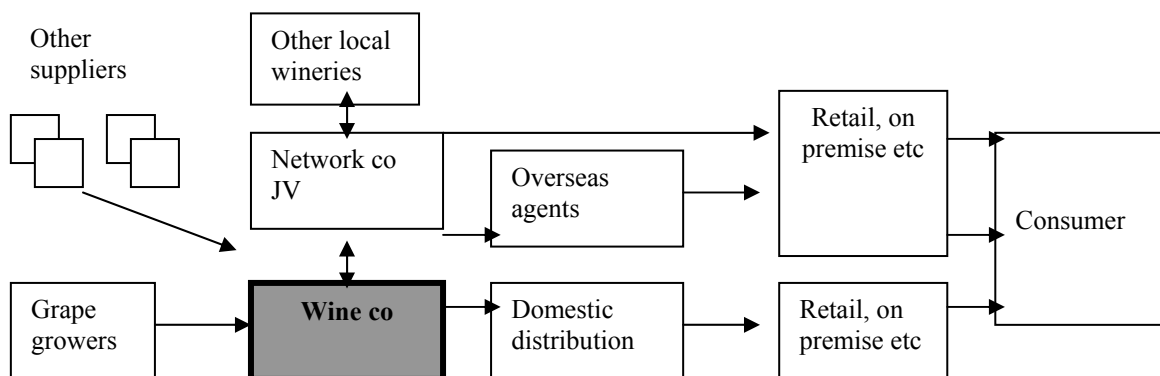 Other
suppliers
Other local
wineries
Network co
JV
Overseas
agents
Retail, on
premise etc
Consumer
Grape
growers
Wine co
Domestic
distribution
Retail, on
premise etc